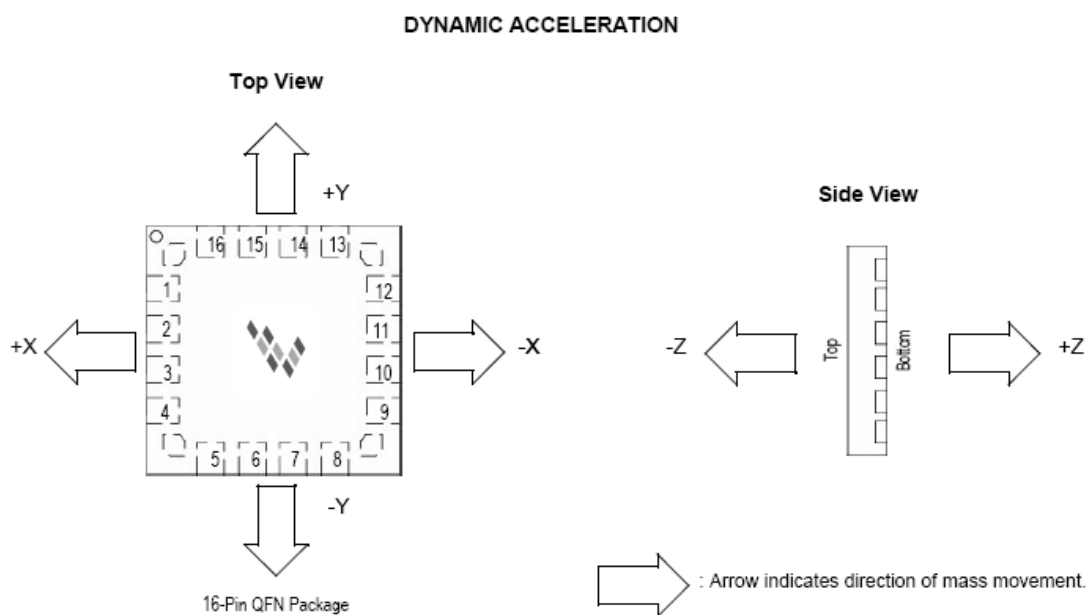 DYNAMIC ACCELERATION
Top View
+Y
Side View
16 15 14 13
1 12
2 11
3 10
4 9
5 6 7 8
+X
-X
-Z
Top
Bottom
+Z
-Y
16-Pin QFN Package
: Arrow indicates direction of mass movement.